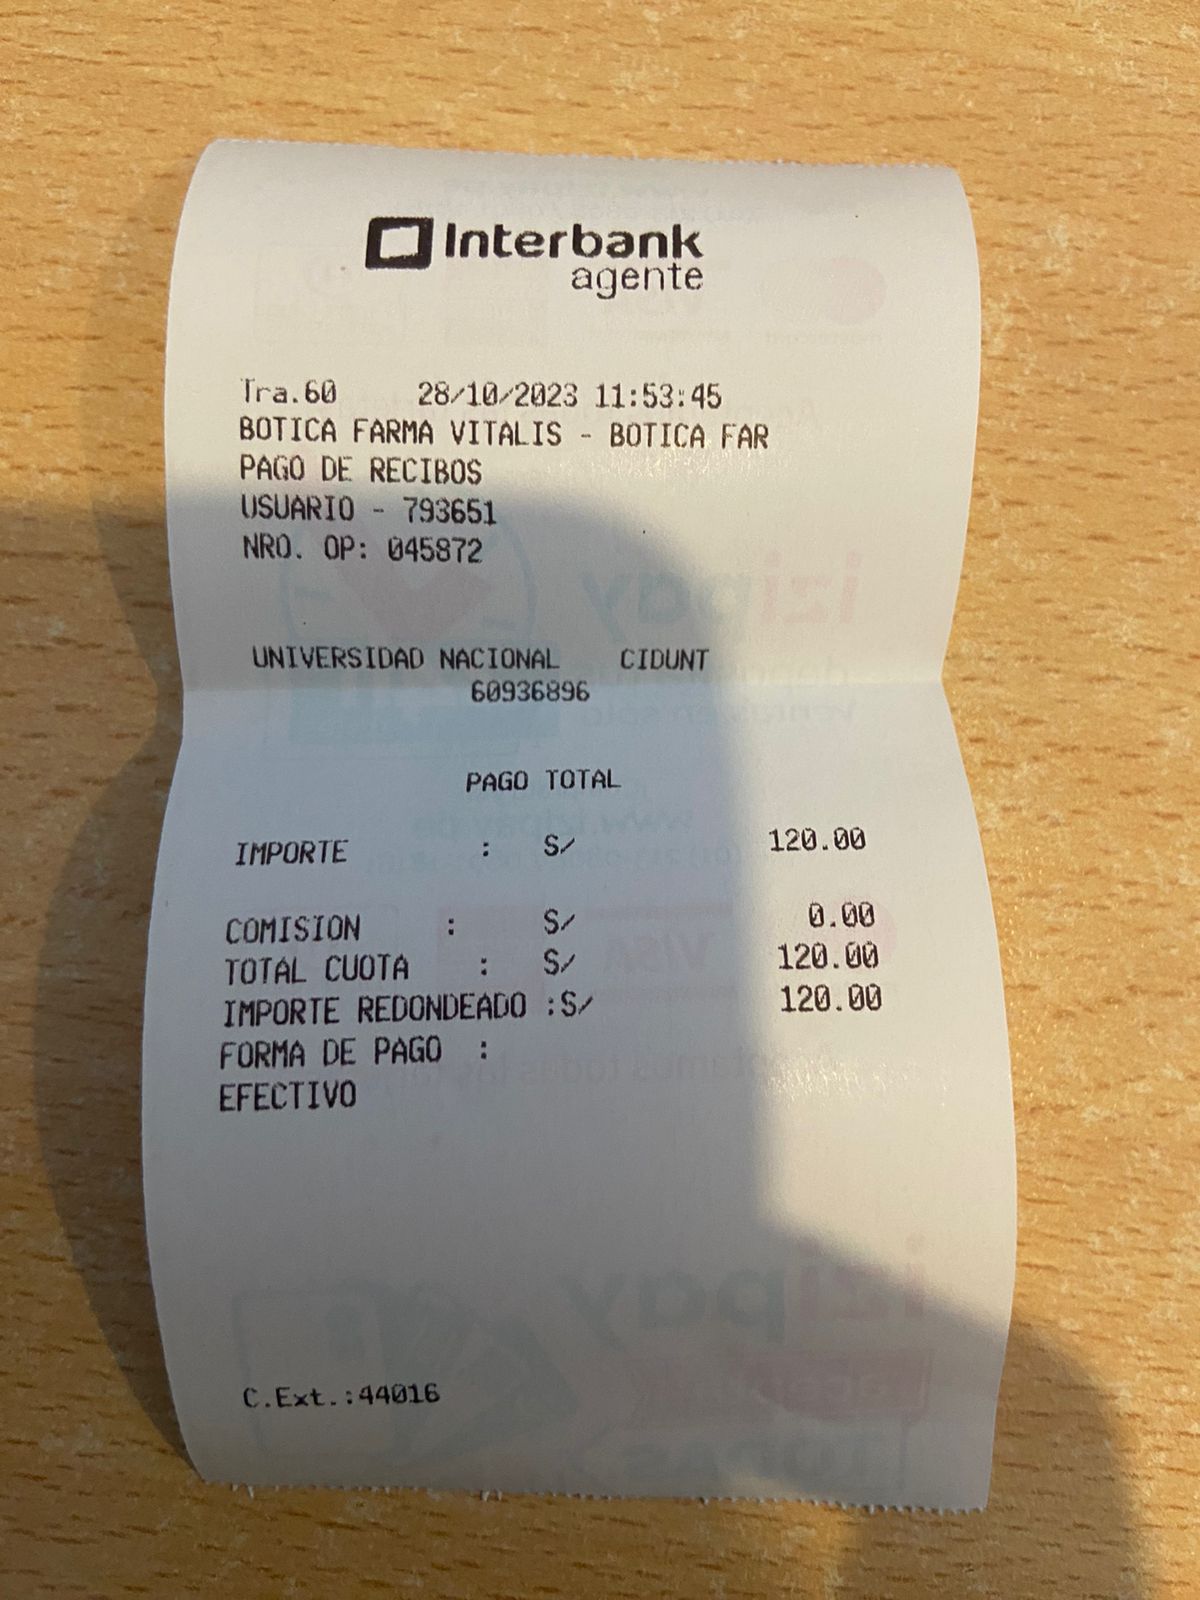 Interbank
agente
Tra.60 28/10/2023 11:53:45
BOTICA FARMA VITALIS - BOTICA FAR
PAGO DE RECIBOS
USUARIO - 793651
NRO. OP: 045872
UNIVERSIDAD NACIONAL CIDUNT
60936896
PAGO TOTAL
IMPORTE : S/ 120.00
COMISION : S/ 0.00
TOTAL CUOTA : S/ 120.00
IMPORTE REDONDEADO :S/ 120.00
FORMA DE PAGO :
EFECTIVO
C.Ext.:44016